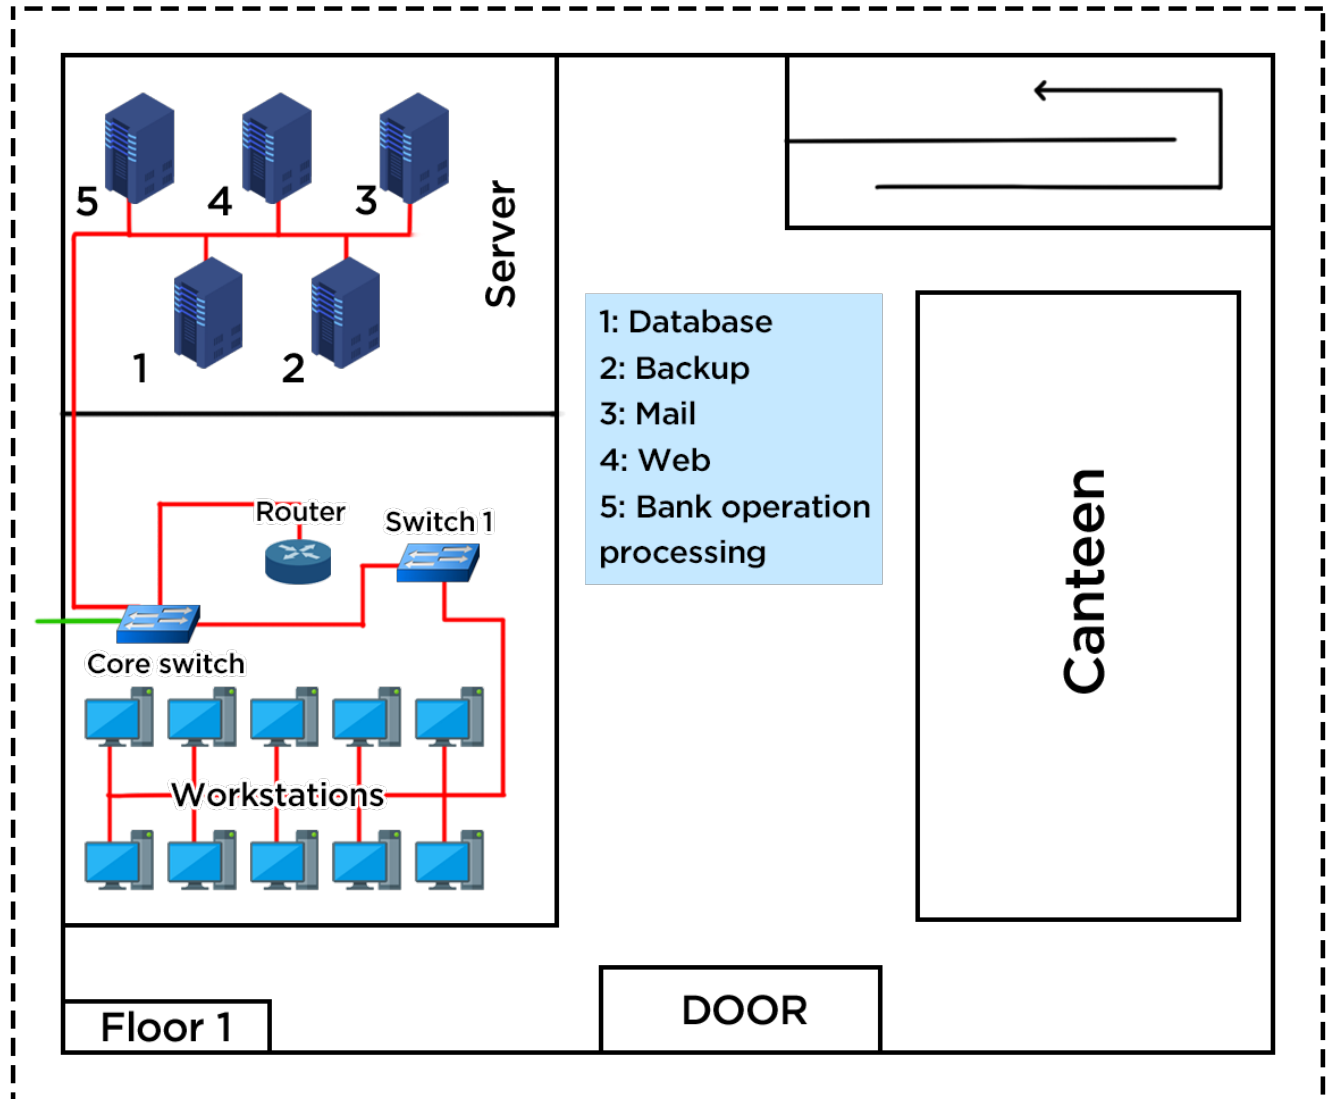 5
4
3
Server
1
2
1: Database
2: Backup
3: Mail
4: Web
5: Bank operation
processing
Router
Switch 1
Core switch
Canteen
Workstations
Floor 1
DOOR